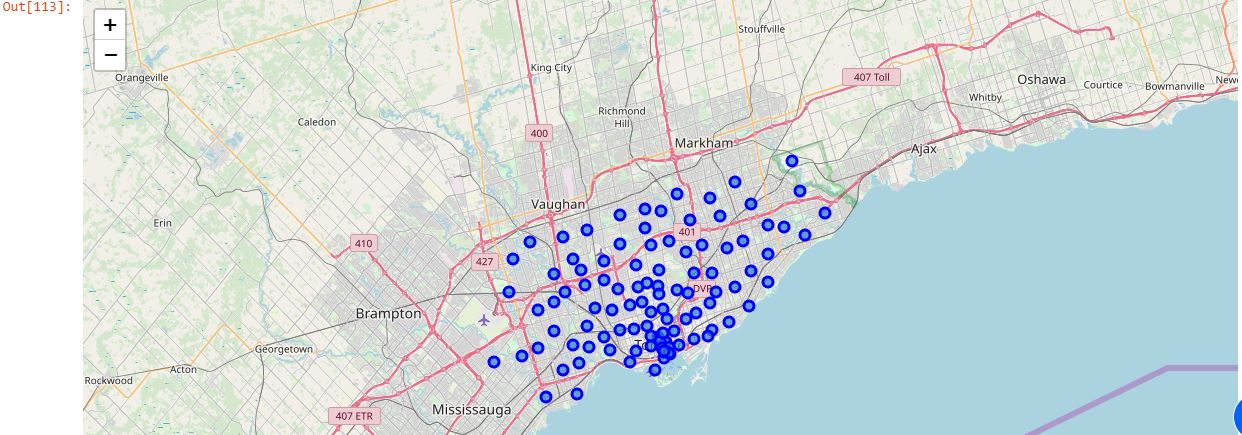 Out[113]:
+
−
Stouffville
King City
Orangeville
407 Toll
Oshawa
Courtice
Bowmanville
Newc
Whitby
Richmond
Hill
Caledon
400
Markham
Ajax
Vaughan
Erin
401
410
427
DVP
Brampton
Georgetown
Acton
Rockwood
407 ETR
Mississauga